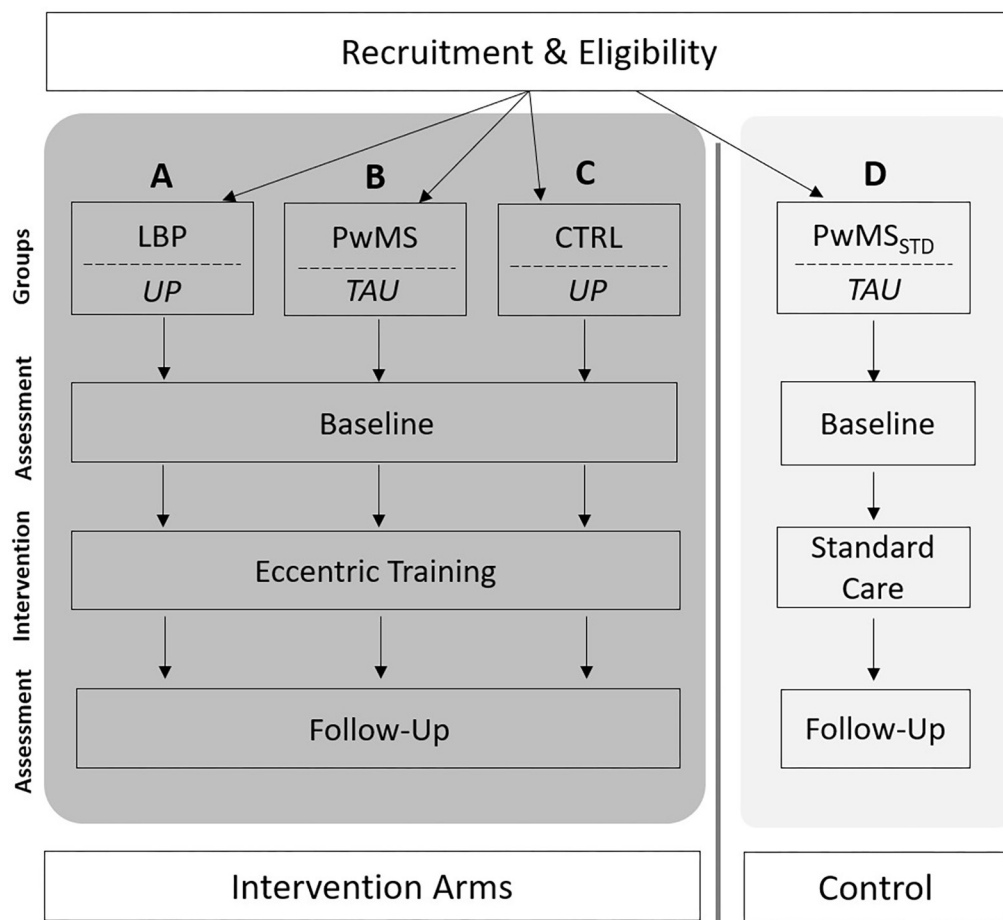 Recruitment & Eligibility
A
B
C
D
Groups
LBP
UP
PwMS
TAU
CTRL
UP
PwMSSTD
TAU
Assessment
Baseline
Baseline
Intervention
Eccentric Training
Standard
Care
Assessment
Follow-Up
Follow-Up
Intervention Arms
Control